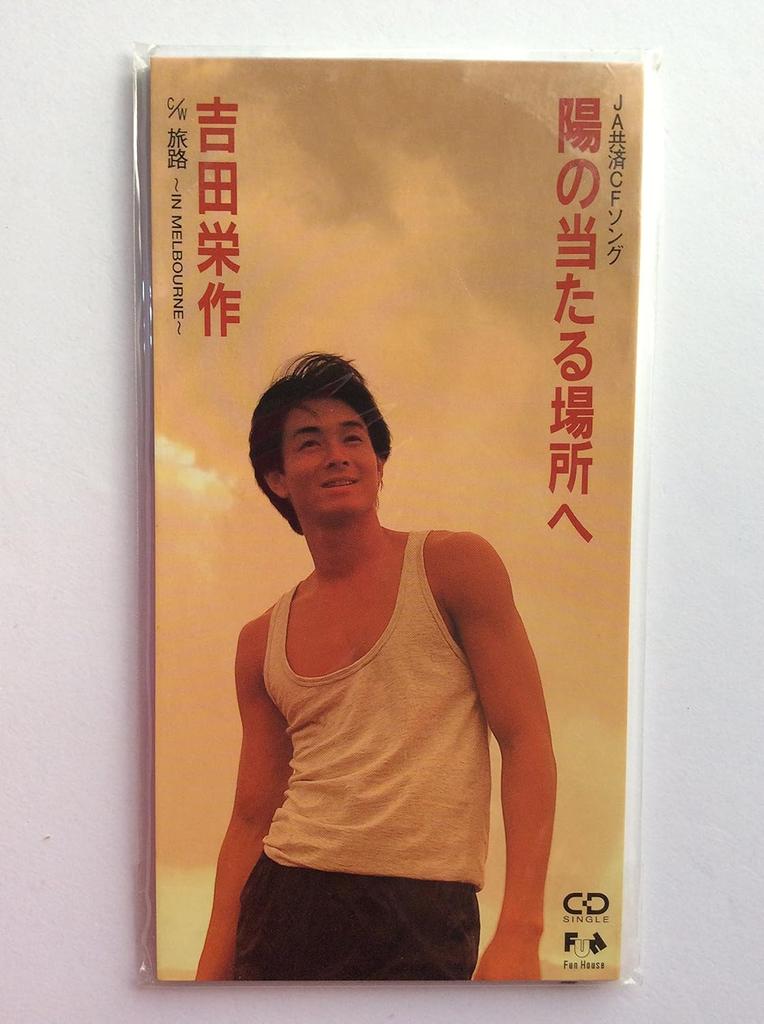 JA共済CFソング
陽の当たる場所へ
吉田栄作
C/W 旅路 ~IN MELBOURNE~
CD
SINGLE
FUN
Fun House